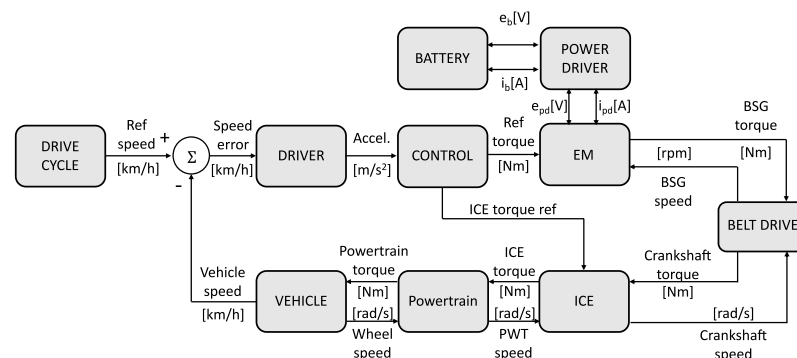 e_b[V]
BATTERY
POWER
DRIVER
i_b[A]
e_pd[V]
i_pd[A]
BSG
torque
[Nm]
Ref
speed
+
[km/h]
Speed
error
[km/h]
Accel.
[m/s²]
Ref
torque
[Nm]
DRIVE
CYCLE
Σ
-
DRIVER
CONTROL
EM
[rpm]
BSG
speed
BELT DRIVE
ICE torque ref
Vehicle
speed
[km/h]
Powertrain
torque
[Nm]
ICE
torque
[Nm]
Crankshaft
torque
[Nm]
VEHICLE
Powertrain
ICE
[rad/s]
Wheel
speed
[rad/s]
PWT
speed
[rad/s]
Crankshaft
speed